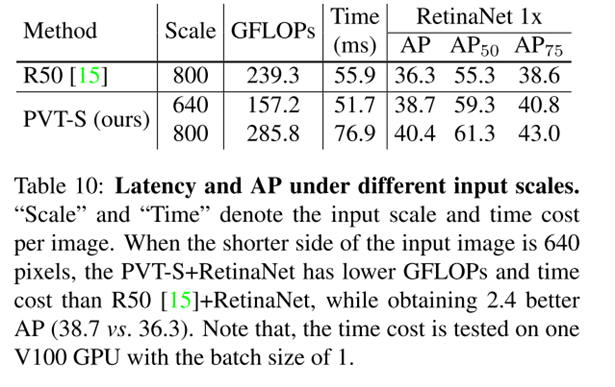 Method Scale GFLOPs Time (ms) RetinaNet 1x
AP AP50 AP75
R50 [15] 800 239.3 55.9 36.3 55.3 38.6
PVT-S (ours) 640 157.2 51.7 38.7 59.3 40.8
800 285.8 76.9 40.4 61.3 43.0
Table 10: Latency and AP under different input scales.
“Scale” and “Time” denote the input scale and time cost
per image. When the shorter side of the input image is 640
pixels, the PVT-S+RetinaNet has lower GFLOPs and time
cost than R50 [15]+RetinaNet, while obtaining 2.4 better
AP (38.7 vs. 36.3). Note that, the time cost is tested on one
V100 GPU with the batch size of 1.